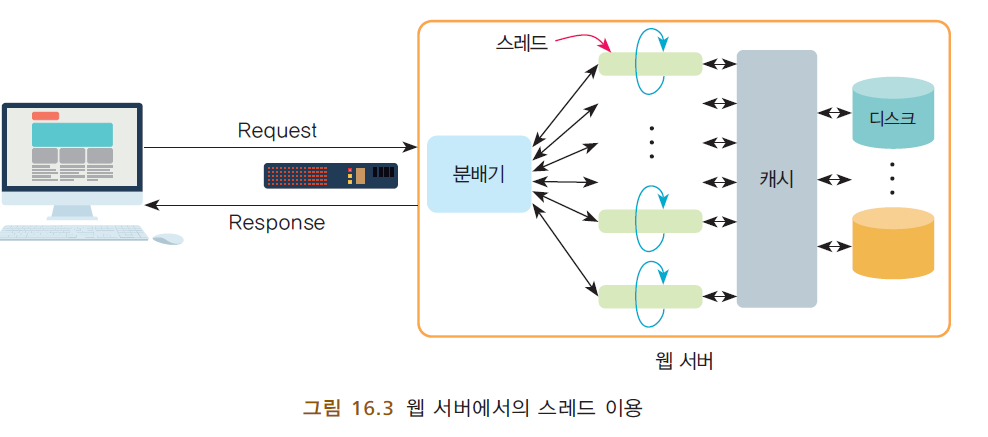 스레드
Request
분배기
Response
캐시
디스크
웹 서버
그림 16.3 웹 서버에서의 스레드 이용